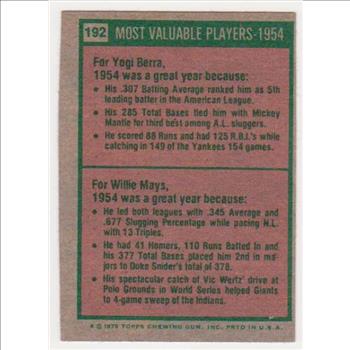 192 MOST VALUABLE PLAYERS-1954
For Yogi Berra,
1954 was a great year because:
● His .307 Batting Average ranked him as 5th
leading batter in the American League.
● His 285 Total Bases tied him with Mickey
Mantle for third best among A.L. sluggers.
● He scored 88 Runs and had 125 R.B.I.'s while
catching in 149 of the Yankees 154 games.
For Willie Mays,
1954 was a great year because:
● He led both leagues with .345 Average and
.677 Slugging Percentage while pacing N.L.
with 13 Triples.
● He had 41 Homers, 110 Runs Batted In and
his 377 Total Bases placed him 2nd in ma-
jors to Duke Snider's total of 378.
● His spectacular catch of Vic Wertz' drive at
Polo Grounds in World Series helped Giants
to 4-game sweep of the Indians.
© 1975 TOPPS CHEWING GUM, INC. PRTD IN U.S.A.